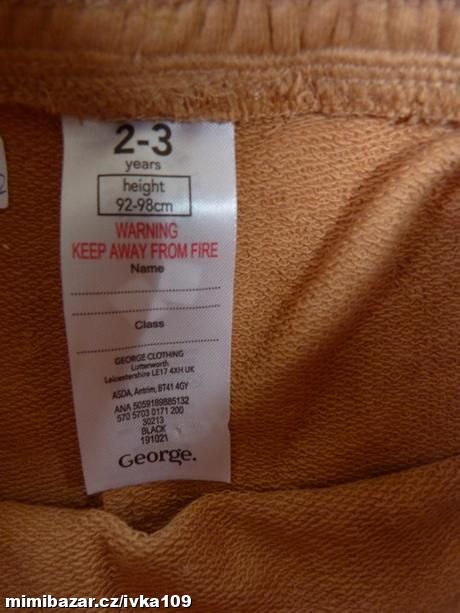 2-3
years
height
92-98cm
WARNING
KEEP AWAY FROM FIRE
Name
Class
GEORGE CLOTHING
Lutterworth
Leicestershire LE17 4XH UK
ASDA, Antrim, BT41 4GY
ANA 5059189885132
570 5703 0171 200
30213
BLACK
191021
George.
mimibazar.cz/ivka109